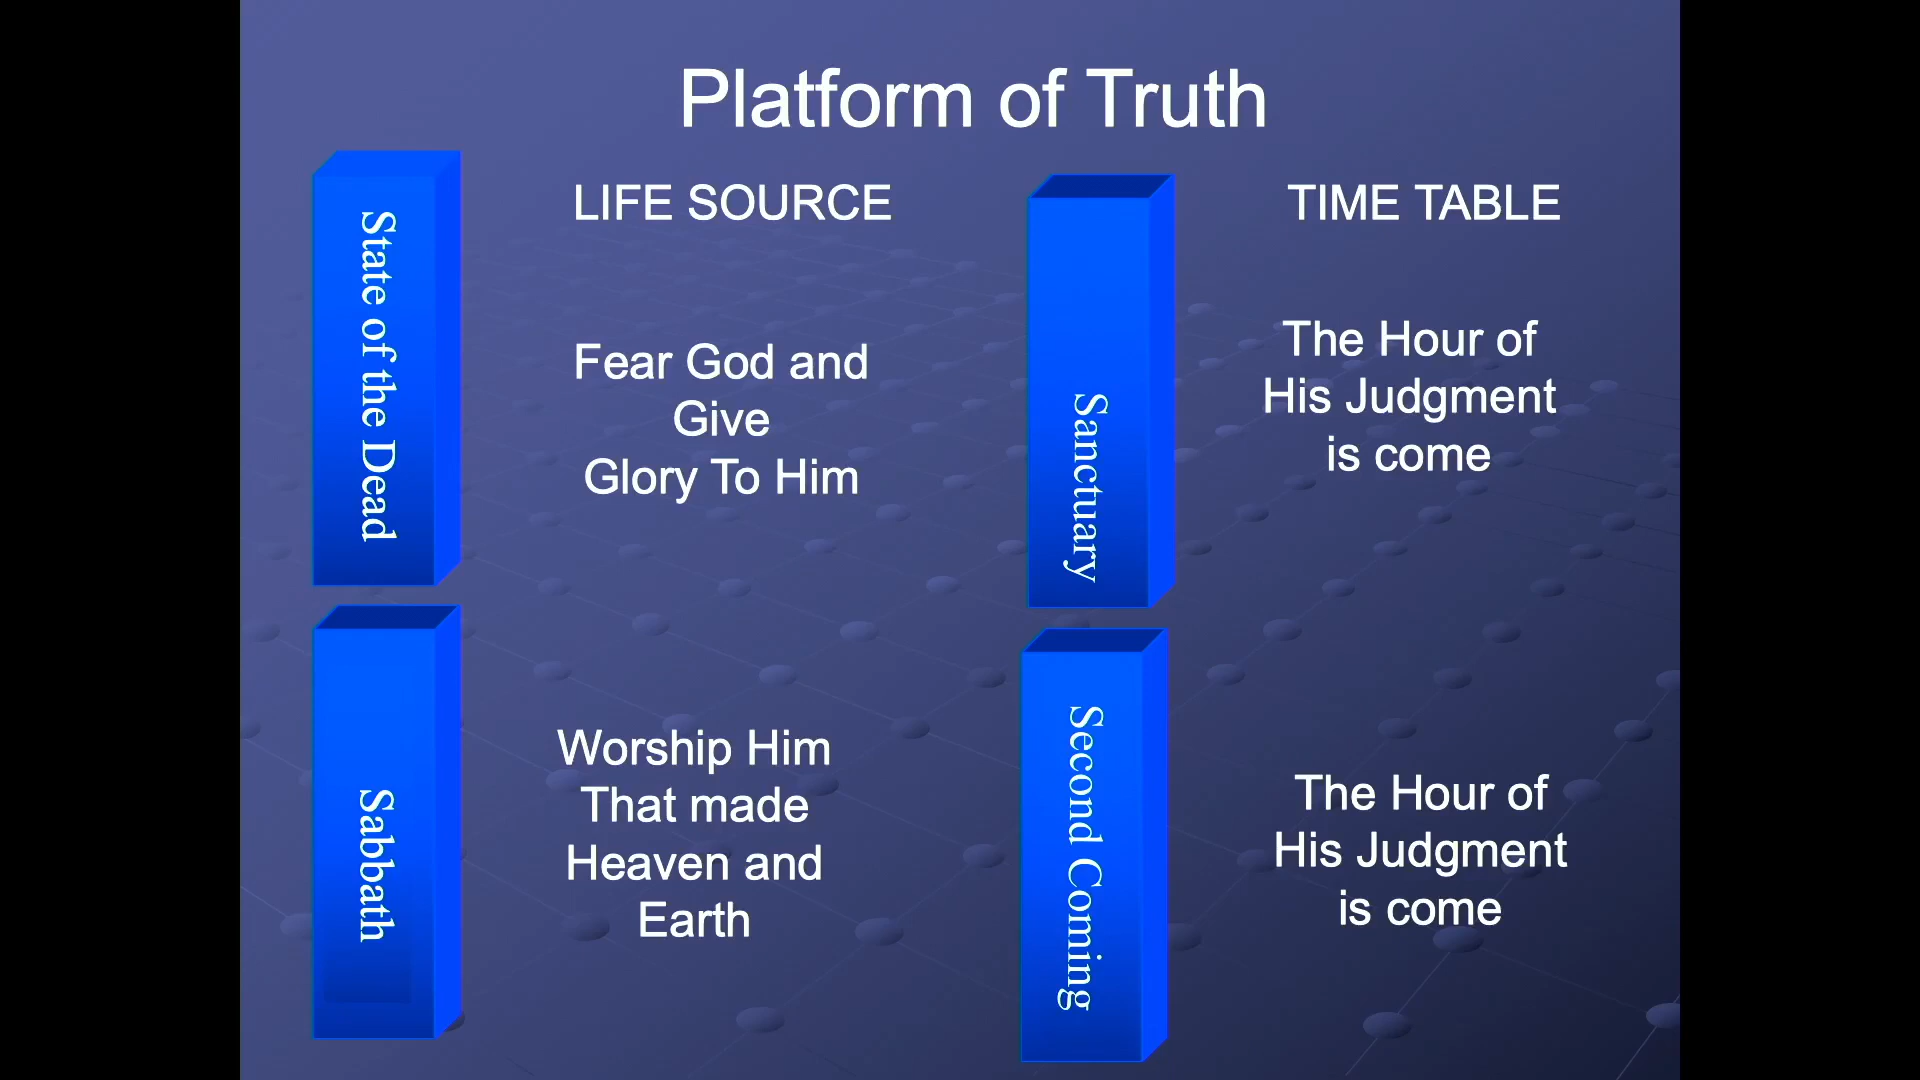 Platform of Truth
State of the Dead
LIFE SOURCE
Fear God and
Give
Glory To Him
Sanctuary
TIME TABLE
The Hour of
His Judgment
is come
Sabbath
Worship Him
That made
Heaven and
Earth
Second Coming
The Hour of
His Judgment
is come